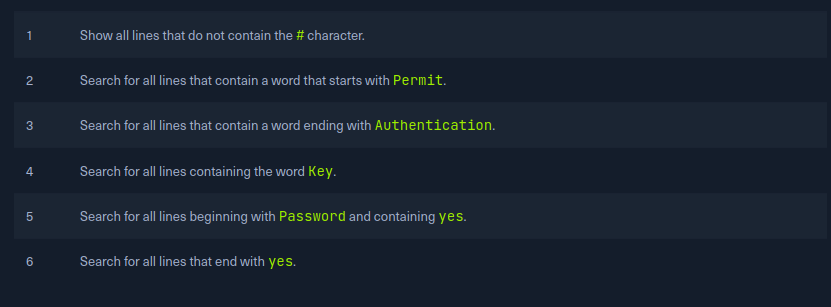 1 Show all lines that do not contain the # character.
2 Search for all lines that contain a word that starts with Permit.
3 Search for all lines that contain a word ending with Authentication.
4 Search for all lines containing the word Key.
5 Search for all lines beginning with Password and containing yes.
6 Search for all lines that end with yes.